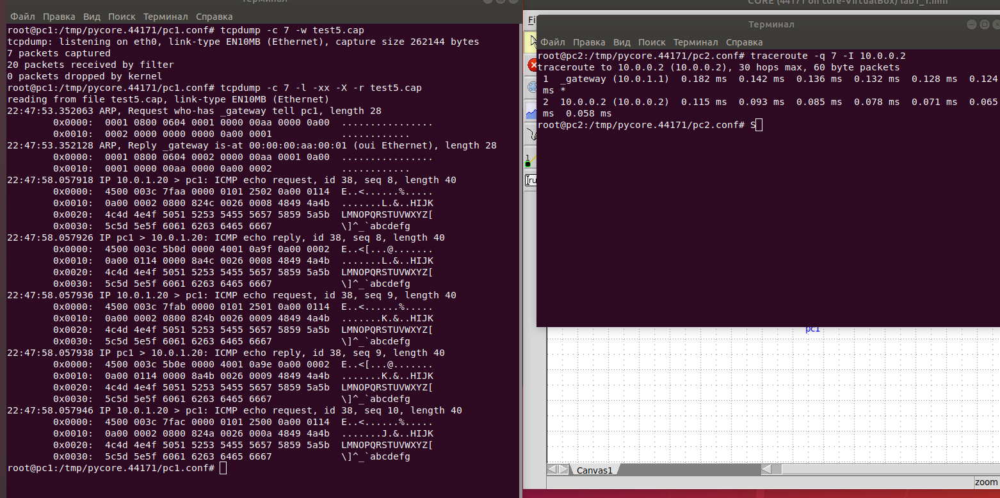 Терминал
Файл Правка Вид Поиск Терминал Справка
root@pc1:/tmp/pycore.44171/pc1.conf# tcpdump -c 7 -w test5.cap
tcpdump: listening on eth0, link-type EN10MB (Ethernet), capture size 262144 bytes
7 packets captured
20 packets received by filter
0 packets dropped by kernel
root@pc1:/tmp/pycore.44171/pc1.conf# tcpdump -c 7 -l -xx -X -r test5.cap
reading from file test5.cap, link-type EN10MB (Ethernet)
22:47:53.352063 ARP, Request who-has _gateway tell pc1, length 28
        0x0000:  0001 0800 0604 0001 0000 00aa 0000 0a00  ................
        0x0010:  0002 0000 0000 0000 0a00 0001            ............
22:47:53.352128 ARP, Reply _gateway is-at 00:00:00:aa:00:01 (oui Ethernet), length 28
        0x0000:  0001 0800 0604 0002 0000 00aa 0001 0a00  ................
        0x0010:  0001 0000 00aa 0000 0a00 0002            ............
22:47:58.057918 IP 10.0.1.20 > pc1: ICMP echo request, id 38, seq 8, length 40
        0x0000:  4500 003c 7faa 0000 0101 2502 0a00 0114  E..<......%.....
        0x0010:  0a00 0002 0800 824c 0026 0008 4849 4a4b  .......L.&..HIJK
        0x0020:  4c4d 4e4f 5051 5253 5455 5657 5859 5a5b  LMNOPQRSTUVWXYZ[
        0x0030:  5c5d 5e5f 6061 6263 6465 6667            \]^_`abcdefg
22:47:58.057926 IP pc1 > 10.0.1.20: ICMP echo reply, id 38, seq 8, length 40
        0x0000:  4500 003c 5b0d 0000 4001 0a9f 0a00 0002  E..<[...@.......
        0x0010:  0a00 0114 0000 8a4c 0026 0008 4849 4a4b  .......L.&..HIJK
        0x0020:  4c4d 4e4f 5051 5253 5455 5657 5859 5a5b  LMNOPQRSTUVWXYZ[
        0x0030:  5c5d 5e5f 6061 6263 6465 6667            \]^_`abcdefg
22:47:58.057936 IP 10.0.1.20 > pc1: ICMP echo request, id 38, seq 9, length 40
        0x0000:  4500 003c 7fab 0000 0101 2501 0a00 0114  E..<......%.....
        0x0010:  0a00 0002 0800 824b 0026 0009 4849 4a4b  .......K.&..HIJK
        0x0020:  4c4d 4e4f 5051 5253 5455 5657 5859 5a5b  LMNOPQRSTUVWXYZ[
        0x0030:  5c5d 5e5f 6061 6263 6465 6667            \]^_`abcdefg
22:47:58.057938 IP pc1 > 10.0.1.20: ICMP echo reply, id 38, seq 9, length 40
        0x0000:  4500 003c 5b0e 0000 4001 0a9e 0a00 0002  E..<[...@.......
        0x0010:  0a00 0114 0000 8a4b 0026 0009 4849 4a4b  .......K.&..HIJK
        0x0020:  4c4d 4e4f 5051 5253 5455 5657 5859 5a5b  LMNOPQRSTUVWXYZ[
        0x0030:  5c5d 5e5f 6061 6263 6465 6667            \]^_`abcdefg
22:47:58.057946 IP 10.0.1.20 > pc1: ICMP echo request, id 38, seq 10, length 40
        0x0000:  4500 003c 7fac 0000 0101 2500 0a00 0114  E..<......%.....
        0x0010:  0a00 0002 0800 824a 0026 000a 4849 4a4b  .......J.&..HIJK
        0x0020:  4c4d 4e4f 5051 5253 5455 5657 5859 5a5b  LMNOPQRSTUVWXYZ[
        0x0030:  5c5d 5e5f 6061 6263 6465 6667            \]^_`abcdefg
root@pc1:/tmp/pycore.44171/pc1.conf#
CORE (44171 on core-VirtualBox)
Fi
1
ru
Терминал
Файл Правка Вид Поиск Терминал Справка
root@pc2:/tmp/pycore.44171/pc2.conf# traceroute -q 7 -I 10.0.0.2
traceroute to 10.0.0.2 (10.0.0.2), 30 hops max, 60 byte packets
 1  _gateway (10.0.1.1)  0.182 ms  0.142 ms  0.136 ms  0.132 ms  0.128 ms  0.124
 ms *
 2  10.0.0.2 (10.0.0.2)  0.115 ms  0.093 ms  0.085 ms  0.078 ms  0.071 ms  0.065
 ms  0.058 ms
root@pc2:/tmp/pycore.44171/pc2.conf# S
pc1
Canvas1
zoom